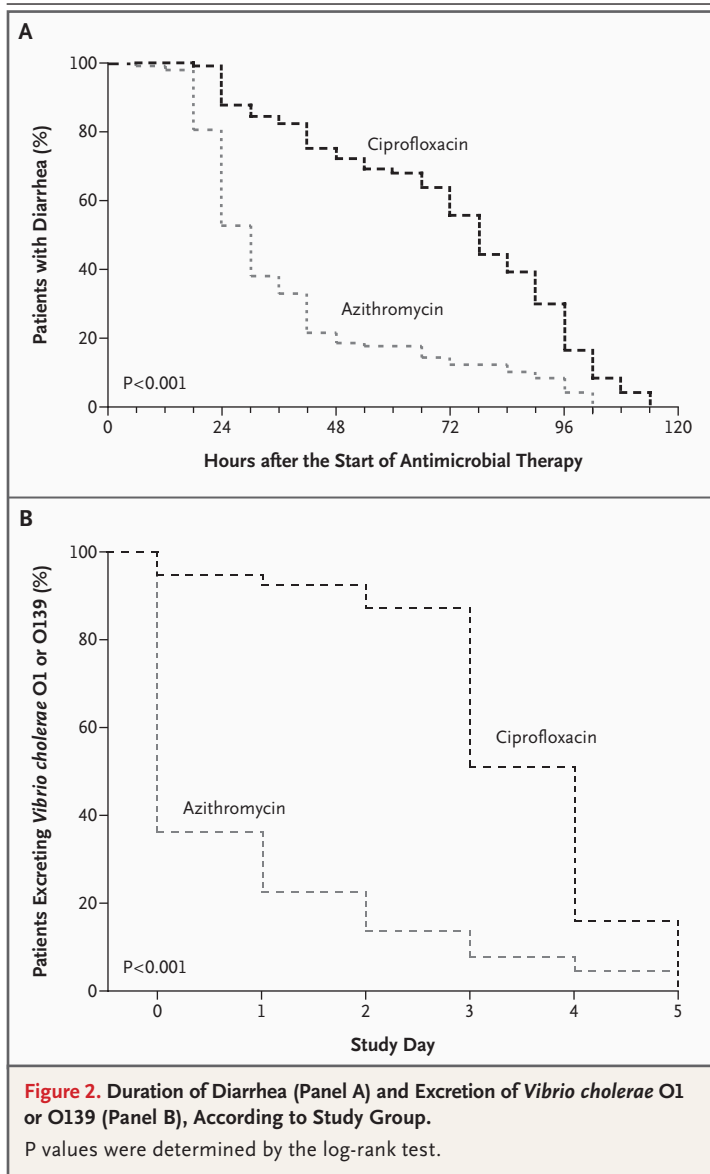 A
Patients with Diarrhea (%)
100
80
60
40
20
0
Ciprofloxacin
Azithromycin
P<0.001
0 24 48 72 96 120
Hours after the Start of Antimicrobial Therapy
B
Patients Excreting Vibrio cholerae O1 or O139 (%)
100
80
60
40
20
0
Ciprofloxacin
Azithromycin
P<0.001
0 1 2 3 4 5
Study Day
Figure 2. Duration of Diarrhea (Panel A) and Excretion of Vibrio cholerae O1
or O139 (Panel B), According to Study Group.
P values were determined by the log-rank test.